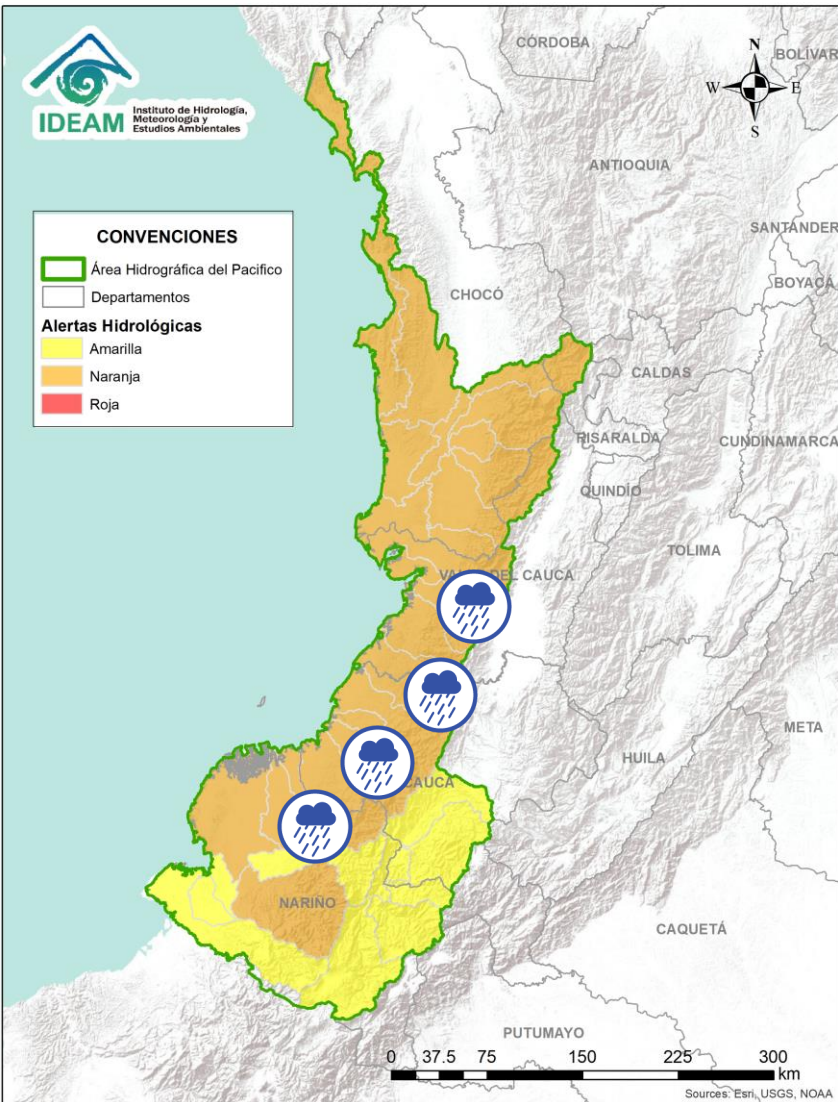 IDEAM
Instituto de Hidrología,
Meteorología y
Estudios Ambientales
CONVENCIONES
Área Hidrográfica del Pacifico
Departamentos
Alertas Hidrológicas
Amarilla
Naranja
Roja
N
W E
S
CÓRDOBA
BOLÍVAR
ANTIOQUIA
SANTANDER
BOYACÁ
CHOCÓ
CALDAS
RISARALDA
CUNDINAMARCA
QUINDÍO
TOLIMA
VALLE DEL CAUCA
META
HUILA
CAUCA
NARIÑO
CAQUETÁ
PUTUMAYO
0 37.5 75 150 225 300
km
Sources: Esri, USGS, NOAA